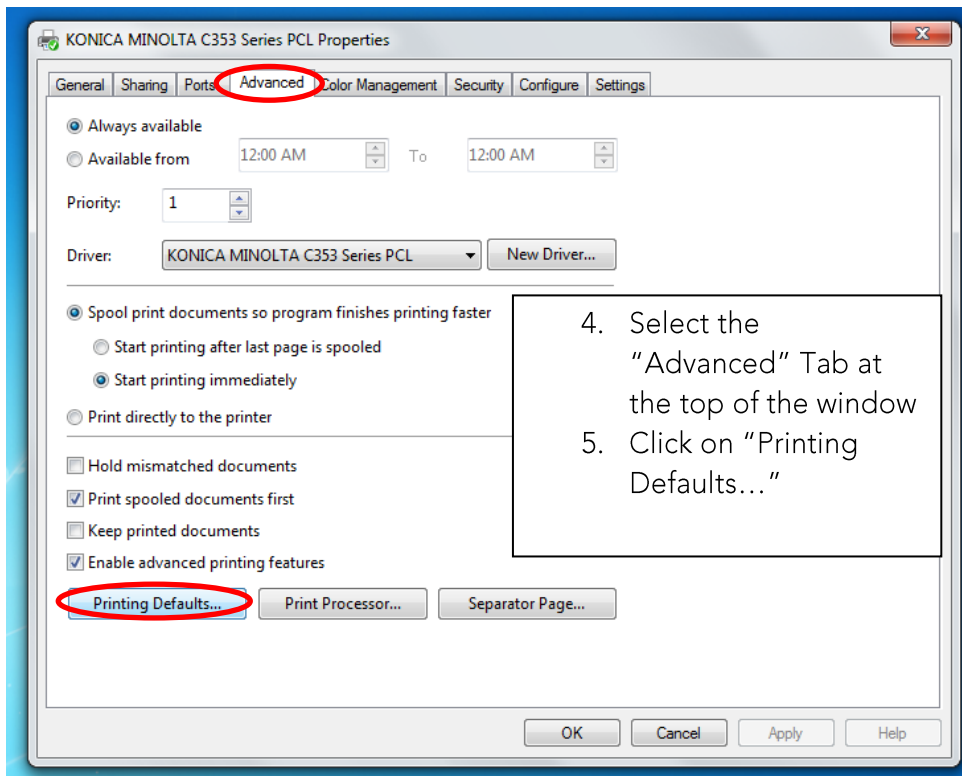 KONICA MINOLTA C353 Series PCL Properties
General Sharing Ports Advanced Color Management Security Configure Settings
Always available
Available from 12:00 AM To 12:00 AM
Priority: 1
Driver: KONICA MINOLTA C353 Series PCL New Driver...
Spool print documents so program finishes printing faster
Start printing after last page is spooled
Start printing immediately
Print directly to the printer
4. Select the
“Advanced” Tab at
the top of the window
5. Click on “Printing
Defaults...”
Hold mismatched documents
Print spooled documents first
Keep printed documents
Enable advanced printing features
Printing Defaults... Print Processor... Separator Page...
OK Cancel Apply Help